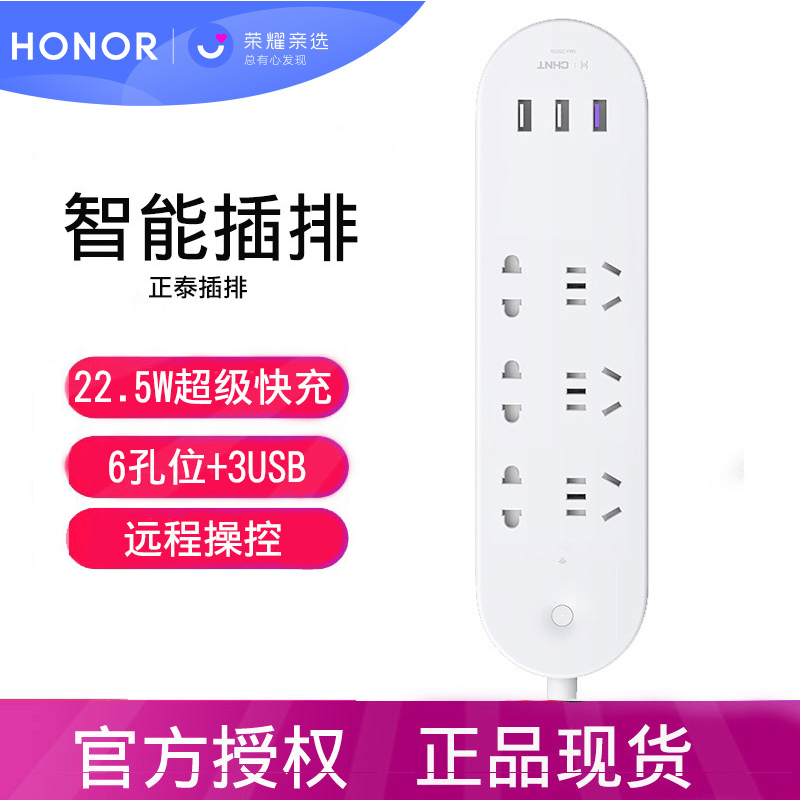 HONOR 荣耀亲选
总有心发现
CHNT
智能插排
正泰插排
22.5W超级快充
6孔位+3USB
远程操控
官方授权 正品现货